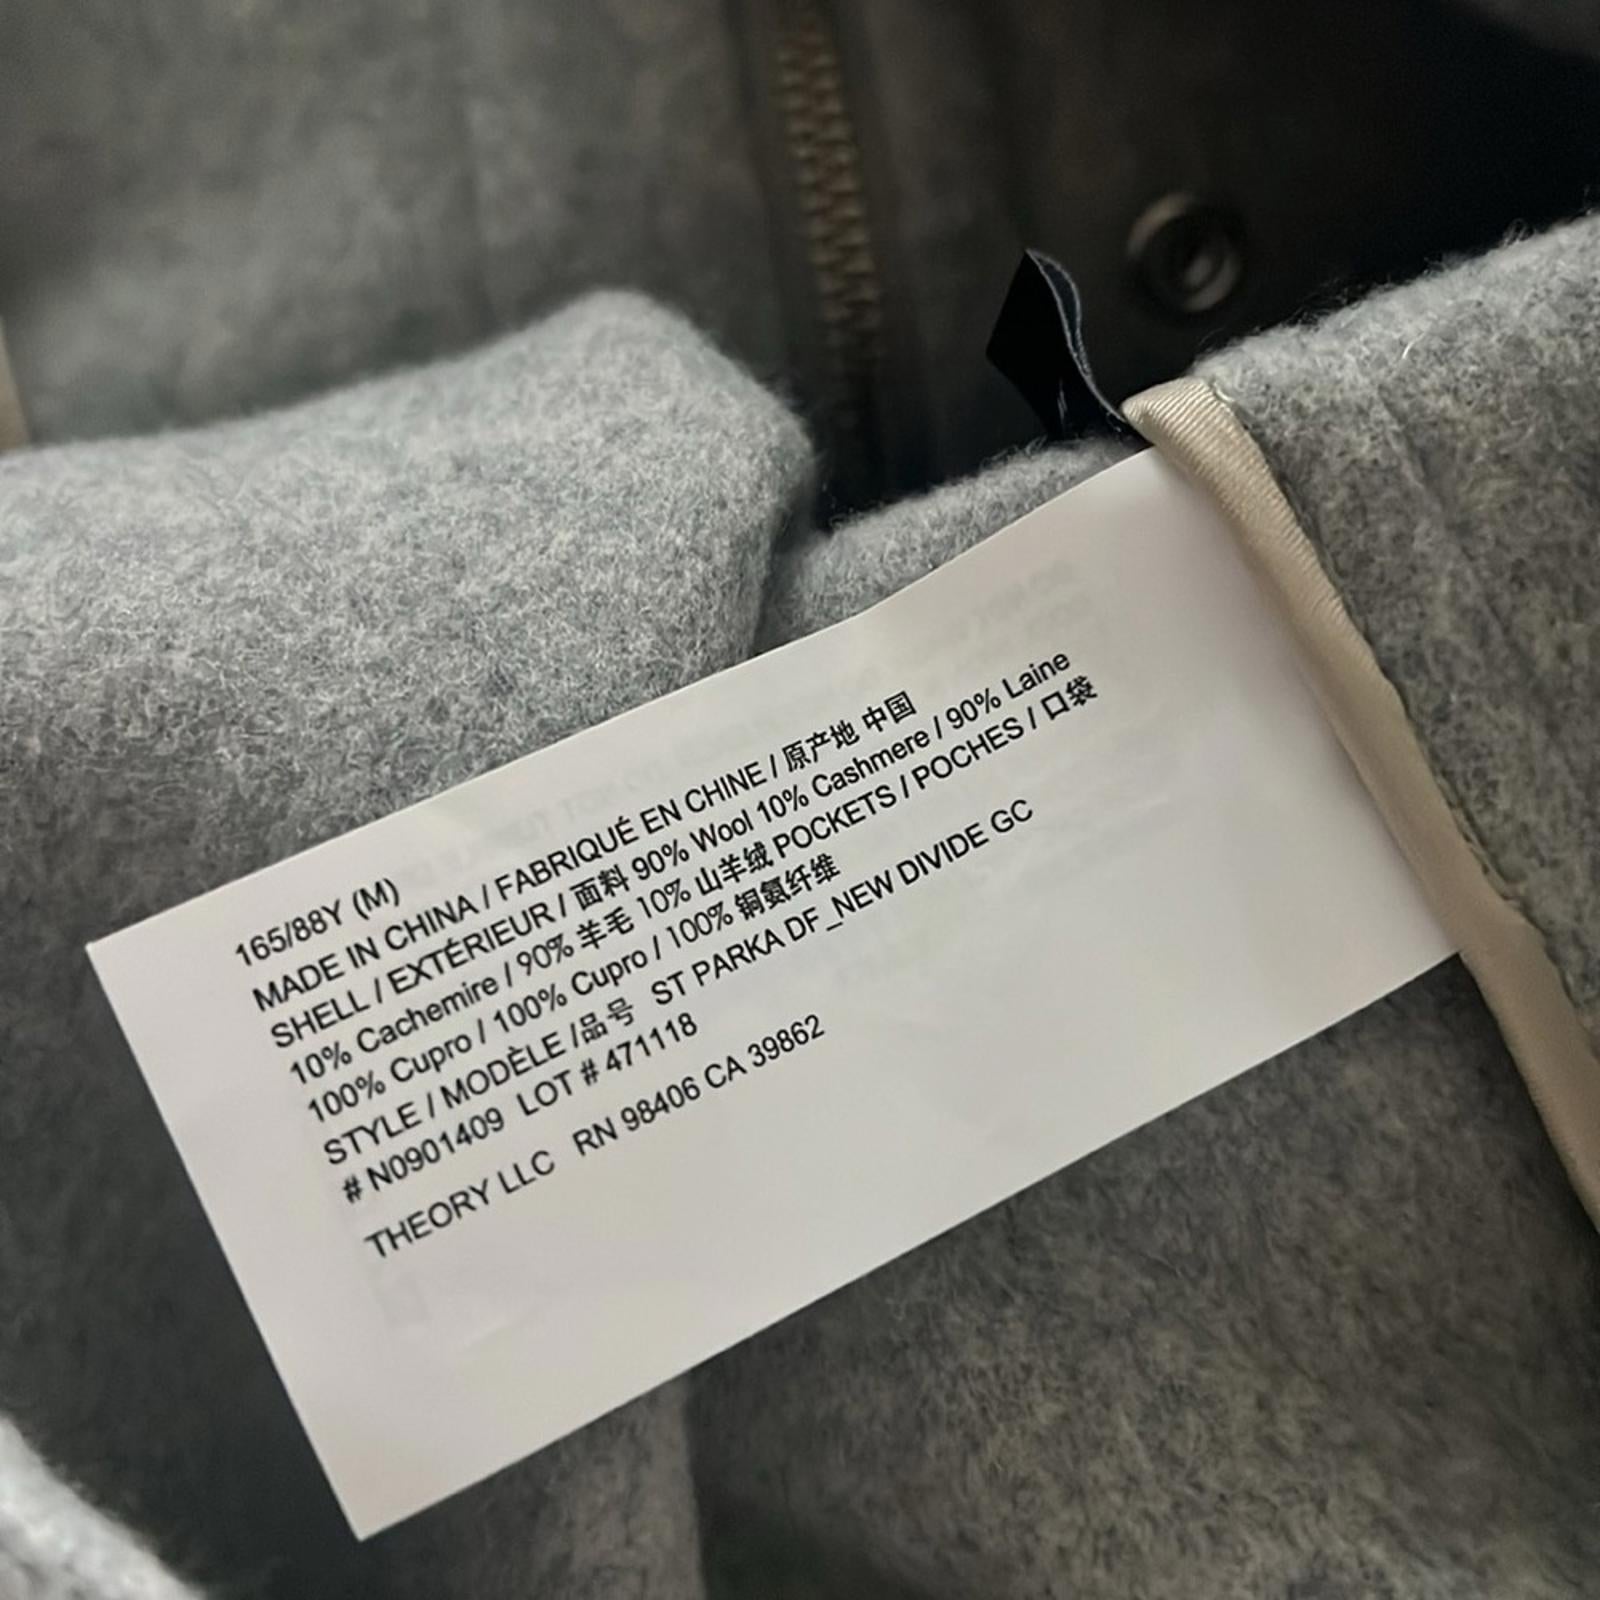 165/88Y (M)
MADE IN CHINA / FABRIQUÉ EN CHINE / 原产地 中国
SHELL / EXTÉRIEUR / 面料 90% Wool 10% Cashmere / 90% Laine
10% Cachemire / 90% 羊毛 10% 山羊绒 POCKETS / POCHES / 口袋
100% Cupro / 100% Cupro / 100% 铜氨纤维
STYLE / MODÈLE /品号 ST PARKA DF_NEW DIVIDE GC
# N0901409 LOT # 471118
THEORY LLC RN 98406 CA 39862